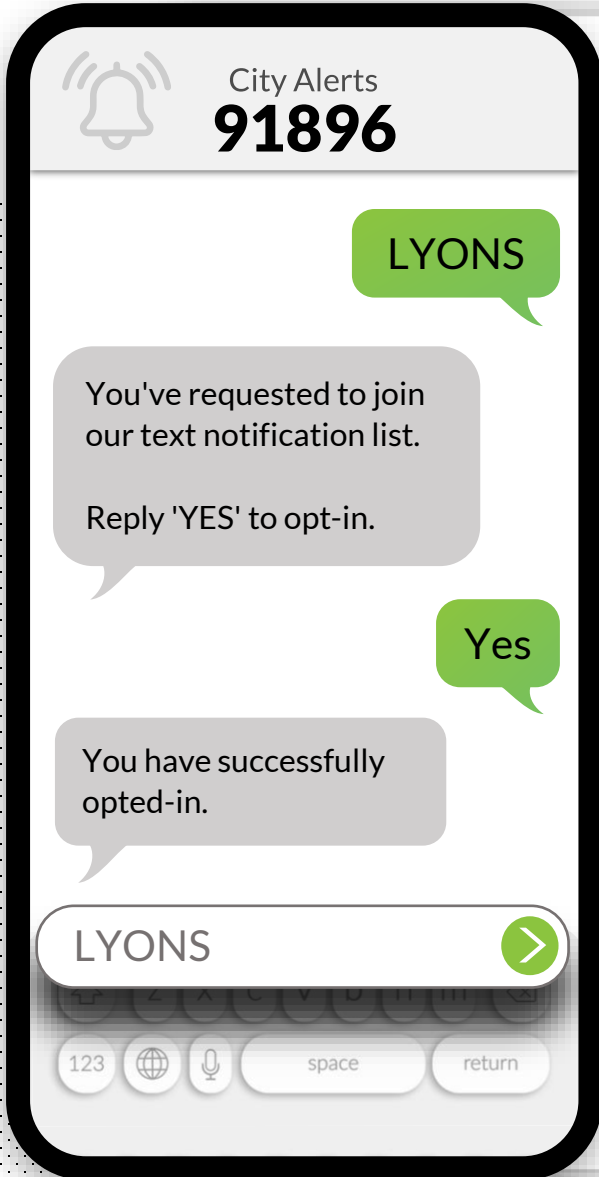 City Alerts
91896
LYONS
You've requested to join
our text notification list.
Reply 'YES' to opt-in.
Yes
You have successfully
opted-in.
LYONS
Z X C V b n m
123 space return